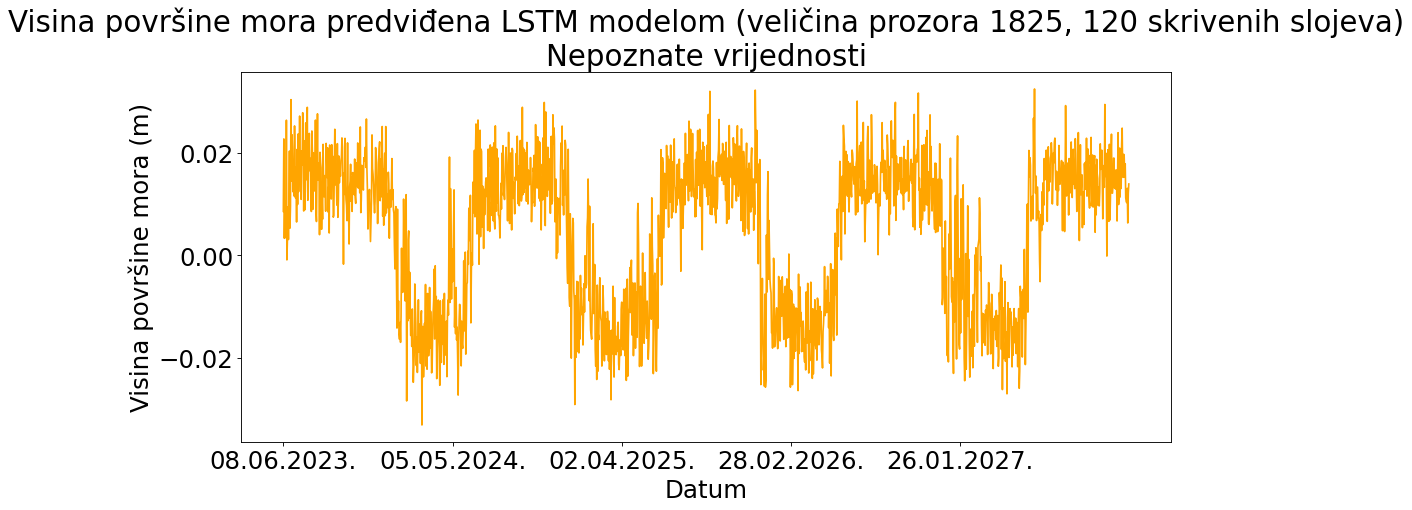 Visina površine mora predviđena LSTM modelom (veličina prozora 1825, 120 skrivenih slojeva)
Nepoznate vrijednosti
Visina površine mora (m)
0.02
0.00
−0.02
08.06.2023. 05.05.2024. 02.04.2025. 28.02.2026. 26.01.2027.
Datum